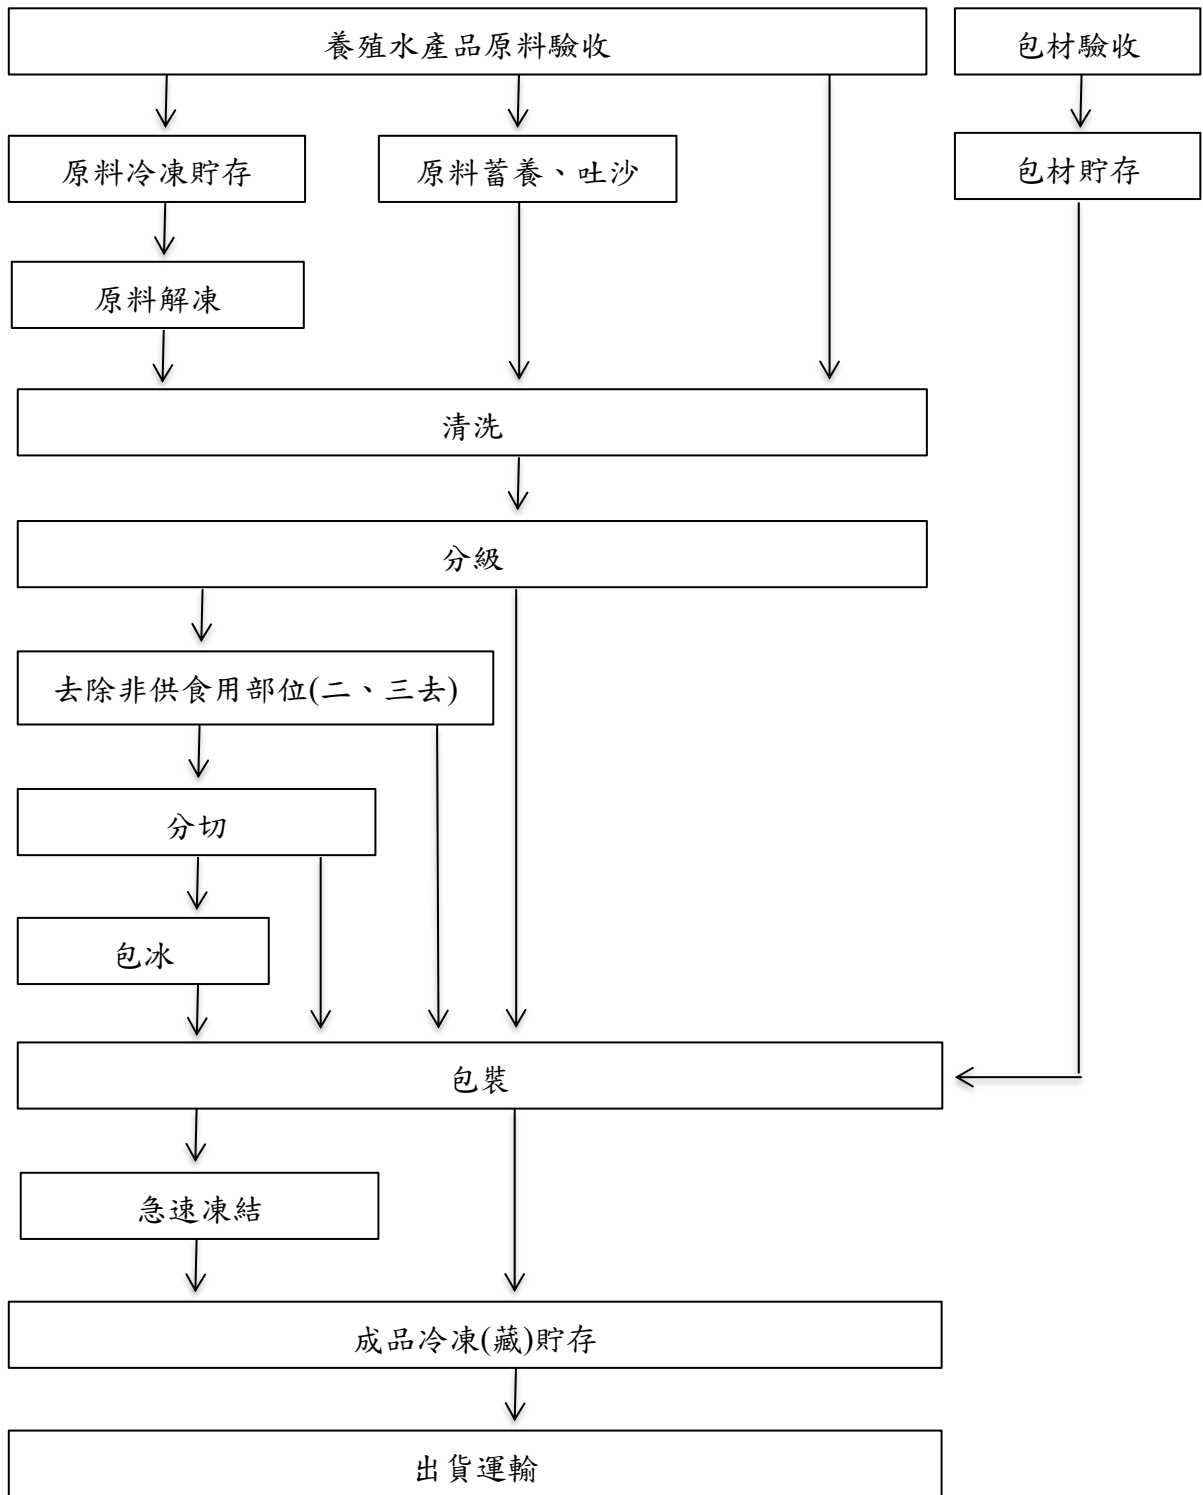 養殖水產品原料驗收
包材驗收
原料冷凍貯存
原料蓄養、吐沙
包材貯存
原料解凍
清洗
分級
去除非供食用部位(二、三去)
分切
包冰
包裝
急速凍結
成品冷凍(藏)貯存
出貨運輸